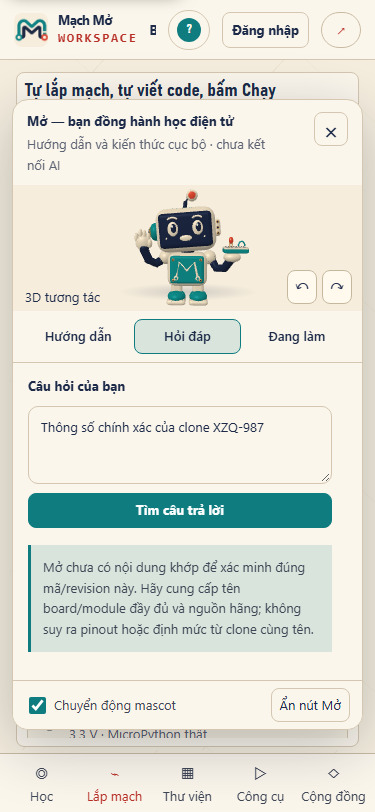 Mạch Mở
WORKSPACE
B
?
Đăng nhập
Tự lắp mạch, tự viết code, bấm Chạy
Mở — bạn đồng hành học điện tử
Hướng dẫn và kiến thức cục bộ · chưa kết
nối AI
3D tương tác
Hướng dẫn
Hỏi đáp
Đang làm
Câu hỏi của bạn
Thông số chính xác của clone XZQ-987
Tìm câu trả lời
Mở chưa có nội dung khớp để xác minh đúng
mã/revision này. Hãy cung cấp tên
board/module đầy đủ và nguồn hãng; không
suy ra pinout hoặc định mức từ clone cùng tên.
Chuyển động mascot
Ẩn nút Mở
3.3 V · MicroPython thật
Học
Lắp mạch
Thư viện
Công cụ
Cộng đồng